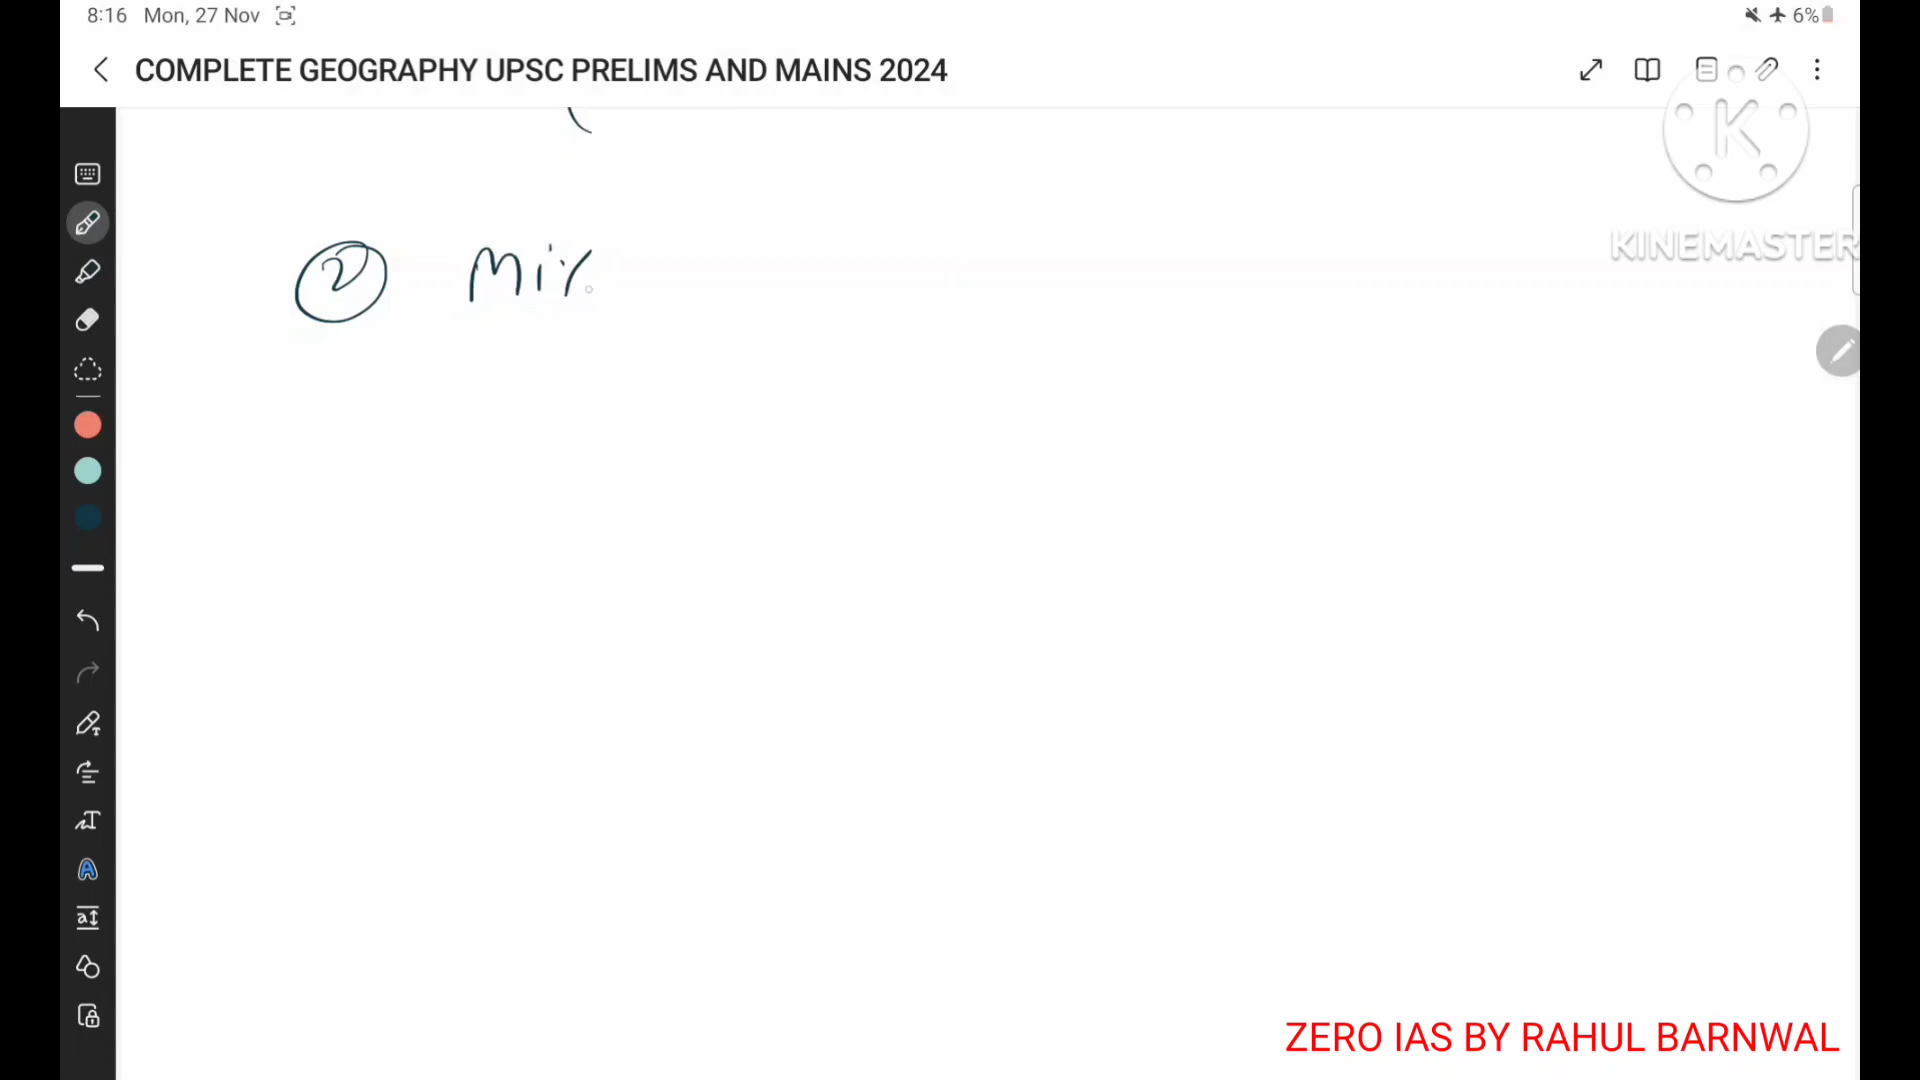 8:16 Mon, 27 Nov 6%
COMPLETE GEOGRAPHY UPSC PRELIMS AND MAINS 2024
K
KINEMASTER
② Mix
ZERO IAS BY RAHUL BARNWAL